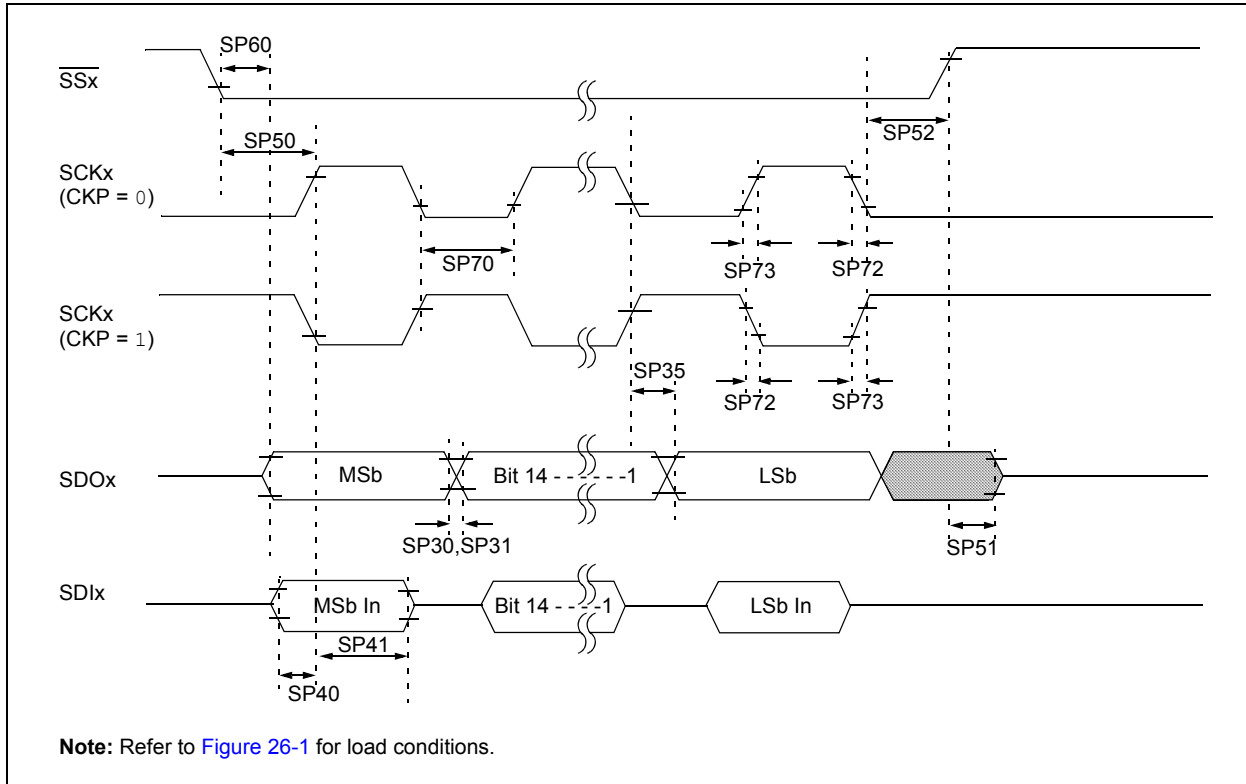 SP60
SSx
SP50
SP52
SCKx
(CKP = 0)
SP70
SP73
SP72
SCKx
(CKP = 1)
SP35
SP72
SP73
SDOx
MSb
Bit 14 - - - - - -1
LSb
SP30,SP31
SP51
SDIx
MSb In
Bit 14 - - - -1
LSb In
SP41
SP40
Note: Refer to Figure 26-1 for load conditions.